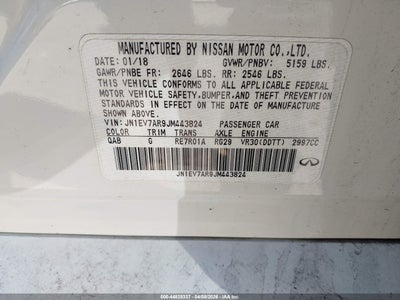 MANUFACTURED BY NISSAN MOTOR CO.,LTD.
DATE: 01/18 GVWR/PNBV: 5159 LBS.
GAWR/PNBE FR: 2646 LBS. RR: 2546 LBS.
THIS VEHICLE CONFORMS TO ALL APPLICABLE FEDERAL
MOTOR VEHICLE SAFETY, BUMPER, AND THEFT PREVENTION
STANDARDS IN EFFECT ON THE DATE OF MANUFACTURE
SHOWN ABOVE.
VIN: JN1EV7AR9JM443824 PASSENGER CAR
COLOR TRIM TRANS AXLE ENGINE
QAB G RE7R01A RG29 VR30(DDTT) 2997CC
JN1EV7AR9JM443824